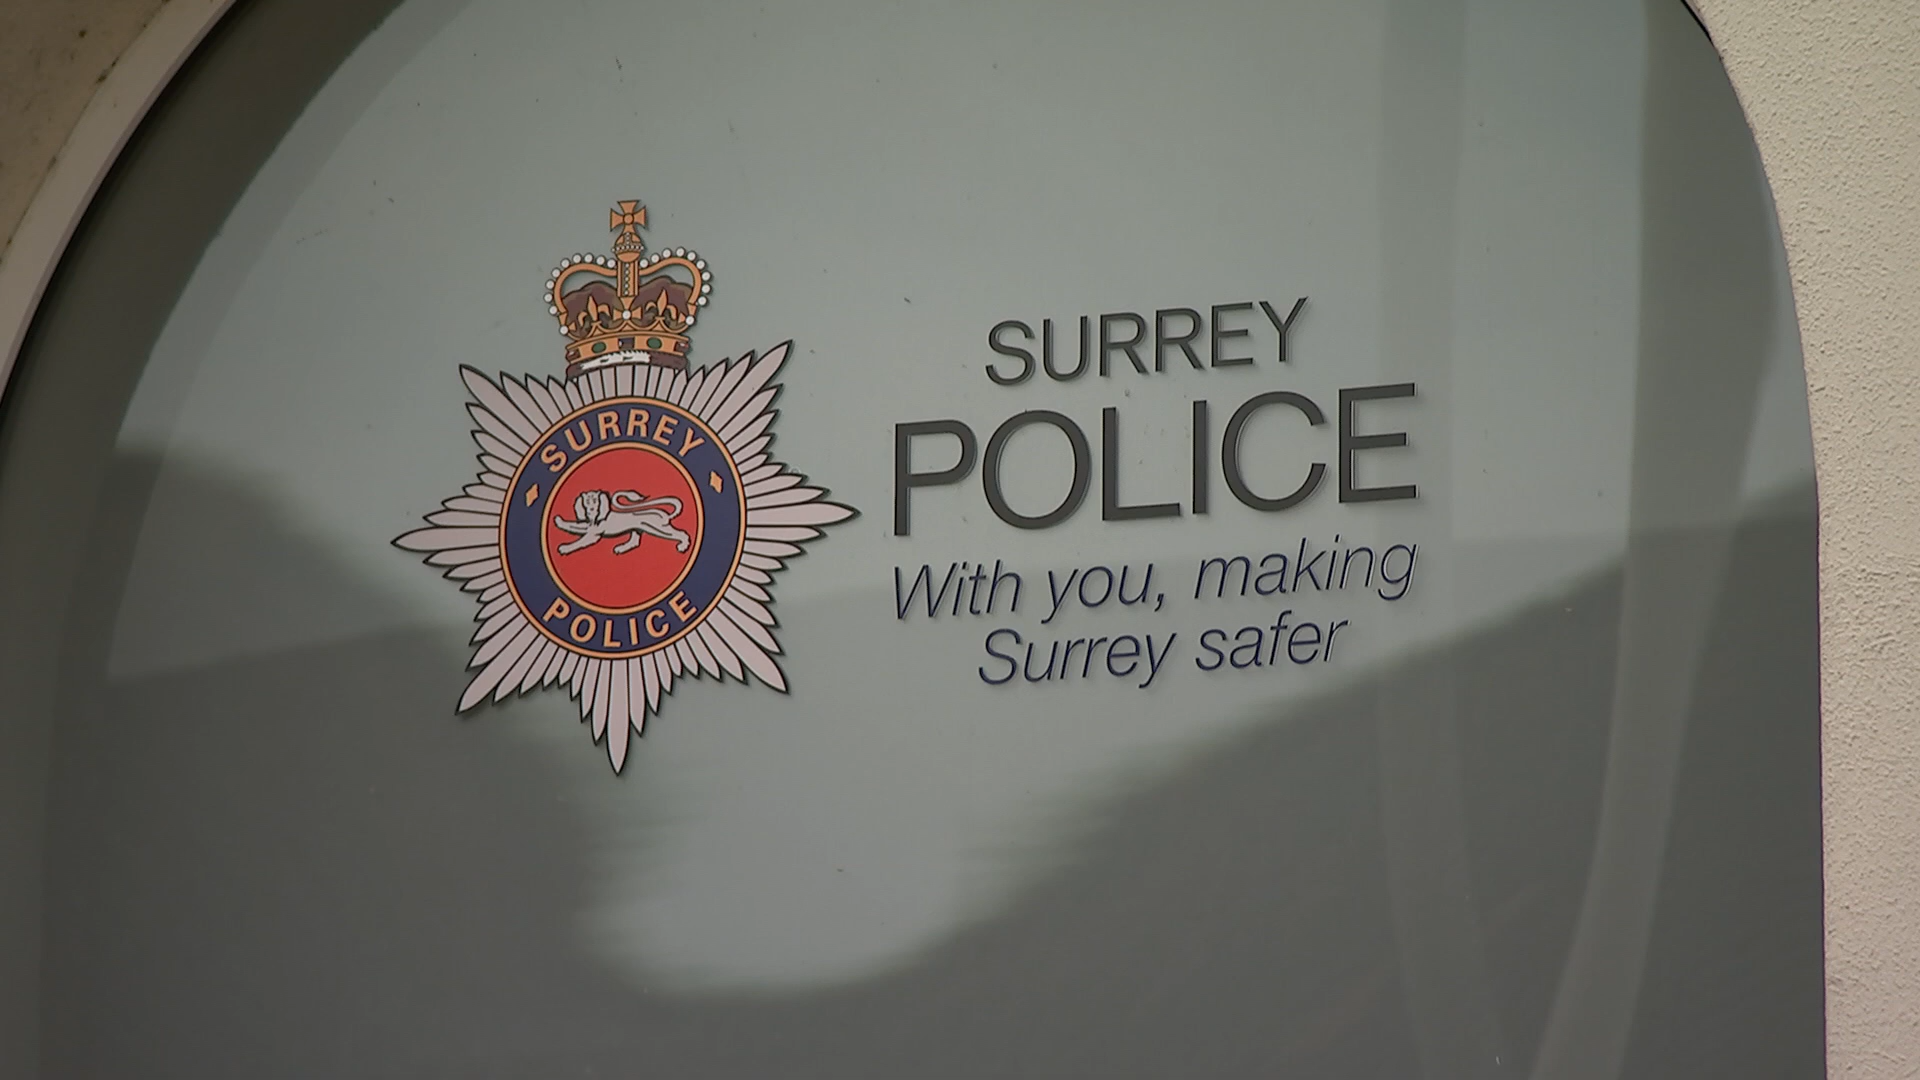 SURREY
POLICE
SURREY
POLICE
With you, making
Surrey safer